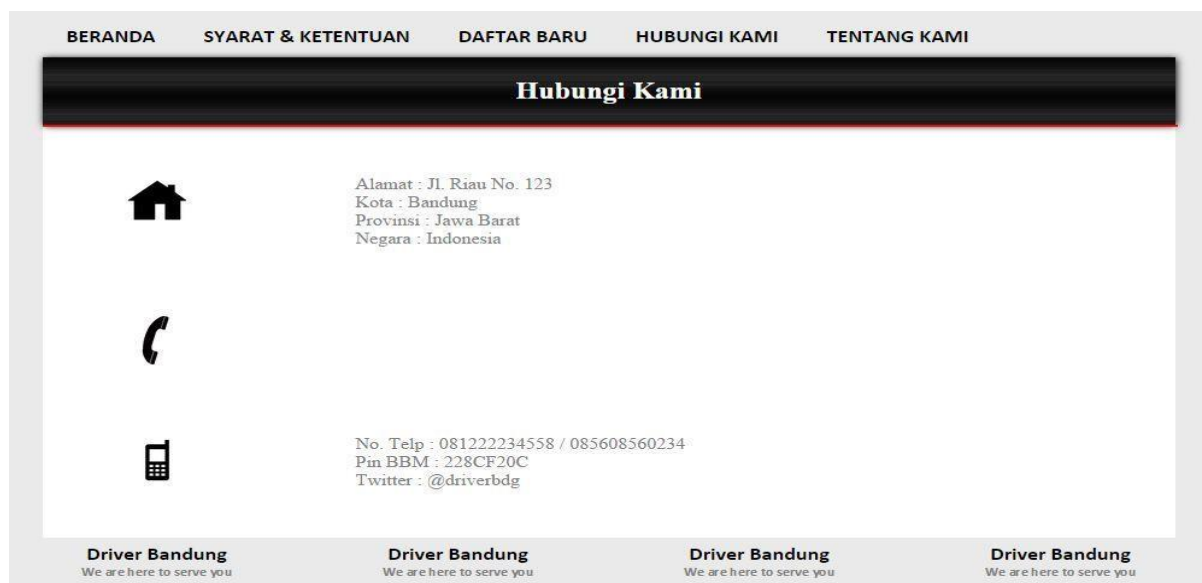 BERANDA SYARAT & KETENTUAN DAFTAR BARU HUBUNGI KAMI TENTANG KAMI
Hubungi Kami
Alamat : Jl. Riau No. 123
Kota : Bandung
Provinsi : Jawa Barat
Negara : Indonesia
No. Telp : 081222234558 / 085608560234
Pin BBM : 228CF20C
Twitter : @driverbdg
Driver Bandung Driver Bandung Driver Bandung Driver Bandung
We are here to serve you We are here to serve you We are here to serve you We are here to serve you